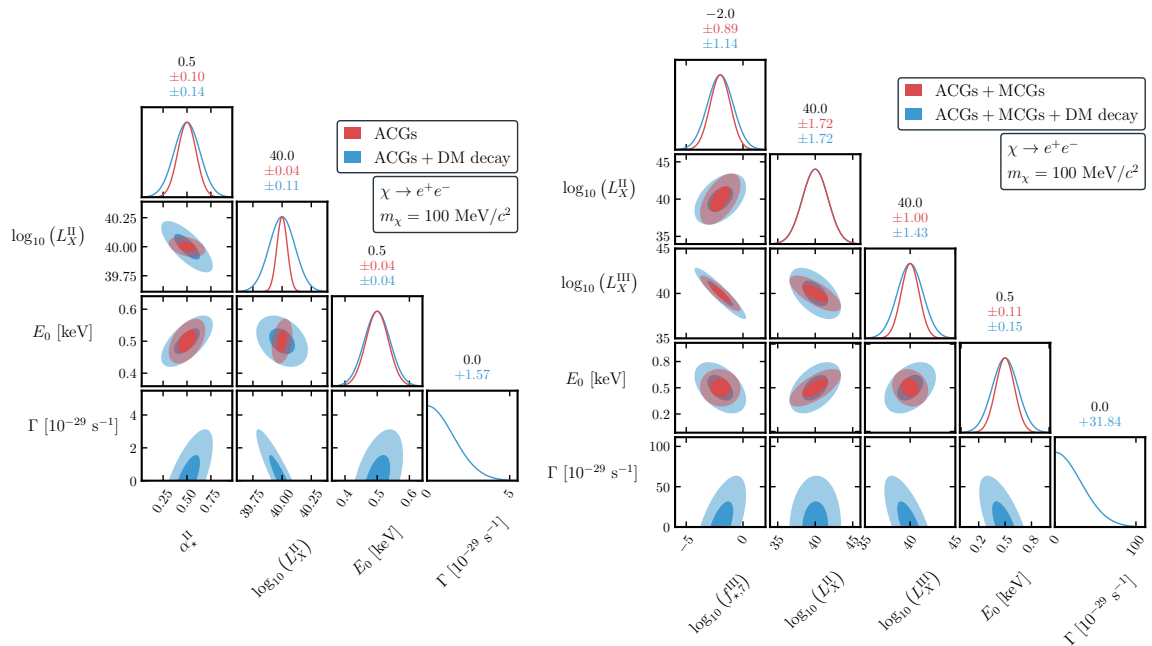 0.5
±0.10
±0.14
ACGs
ACGs + DM decay
χ → e⁺e⁻
m_χ = 100 MeV/c²
40.0
±0.04
±0.11
log₁₀ (L_X^II)
40.25
40.00
39.75
0.5
±0.04
±0.04
E₀ [keV]
0.6
0.4
0.0
+1.57
Γ [10⁻²⁹ s⁻¹]
4
2
0
0.25 0.50 0.75
39.75 40.00 40.25
0.4 0.5 0.6
0 5
α_⋆^II
log₁₀ (L_X^II)
E₀ [keV]
Γ [10⁻²⁹ s⁻¹]
−2.0
±0.89
±1.14
ACGs + MCGs
ACGs + MCGs + DM decay
χ → e⁺e⁻
m_χ = 100 MeV/c²
40.0
±1.72
±1.72
log₁₀ (L_X^II)
45
40
35
40.0
±1.00
±1.43
log₁₀ (L_X^III)
45
40
35
0.5
±0.11
±0.15
E₀ [keV]
0.8
0.5
0.2
0.0
+31.84
Γ [10⁻²⁹ s⁻¹]
100
50
0
−5 0
35 40 45
35 40 45
0.2 0.5 0.8
0 100
log₁₀ (f_⋆,7^III)
log₁₀ (L_X^II)
log₁₀ (L_X^III)
E₀ [keV]
Γ [10⁻²⁹ s⁻¹]